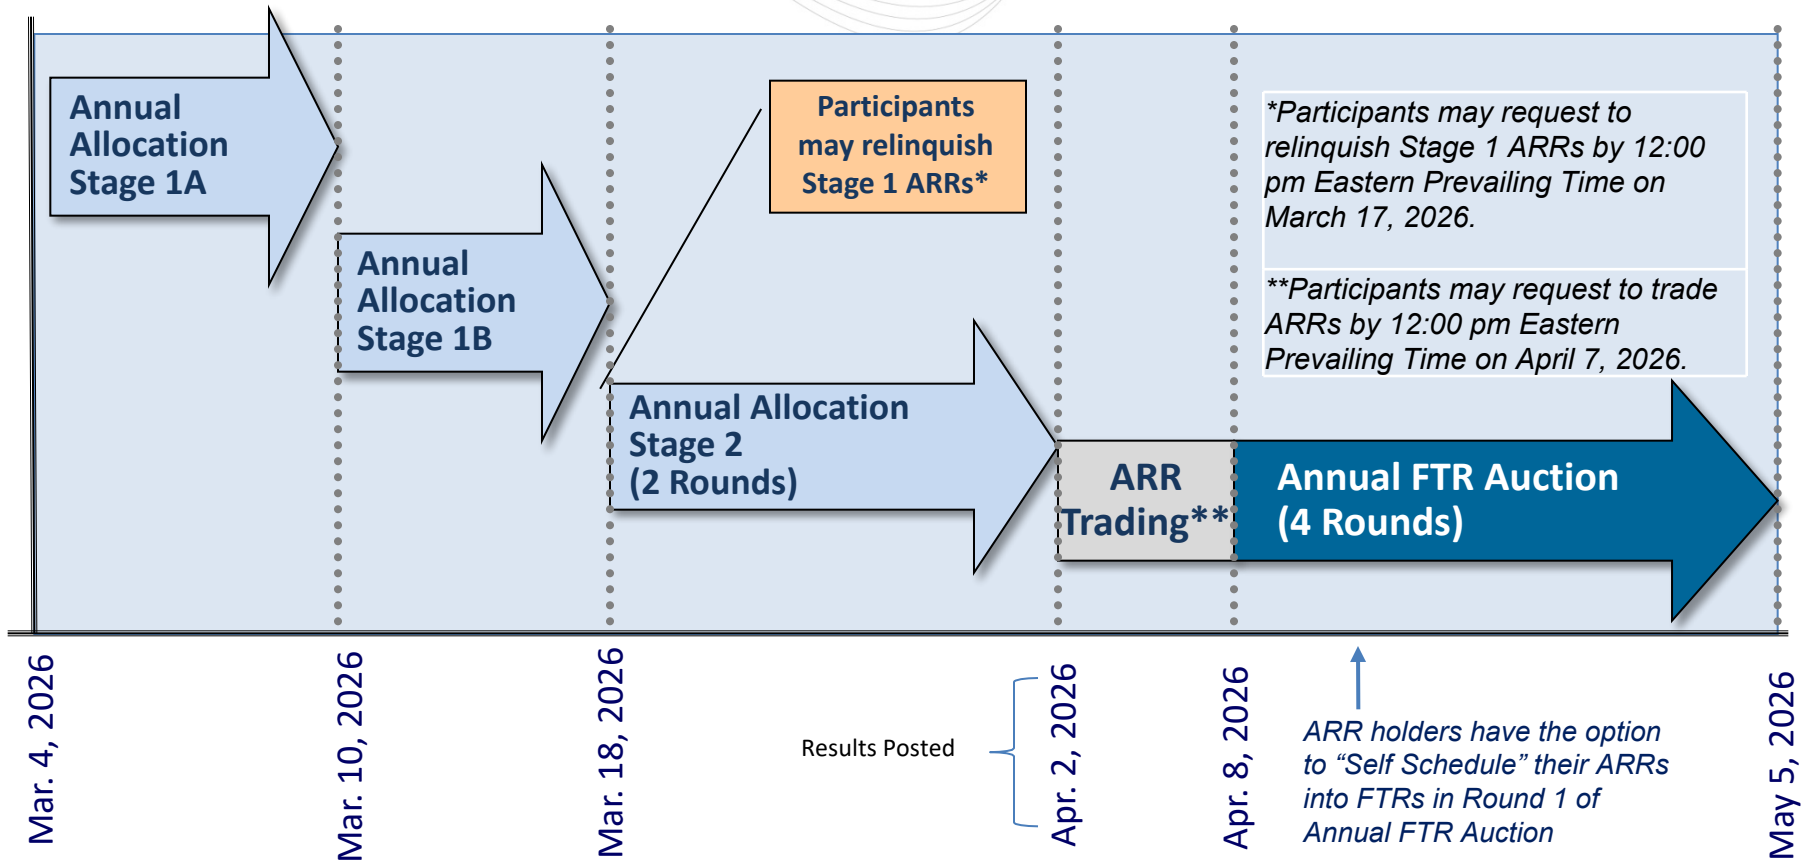 Annual
Allocation
Stage 1A
Annual
Allocation
Stage 1B
Participants
may relinquish
Stage 1 ARRs*
*Participants may request to
relinquish Stage 1 ARRs by 12:00
pm Eastern Prevailing Time on
March 17, 2026.
**Participants may request to trade
ARRs by 12:00 pm Eastern
Prevailing Time on April 7, 2026.
Annual Allocation
Stage 2
(2 Rounds)
ARR
Trading**
Annual FTR Auction
(4 Rounds)
Mar. 4, 2026
Mar. 10, 2026
Mar. 18, 2026
Results Posted
Apr. 2, 2026
Apr. 8, 2026
ARR holders have the option
to “Self Schedule” their ARRs
into FTRs in Round 1 of
Annual FTR Auction
May 5, 2026